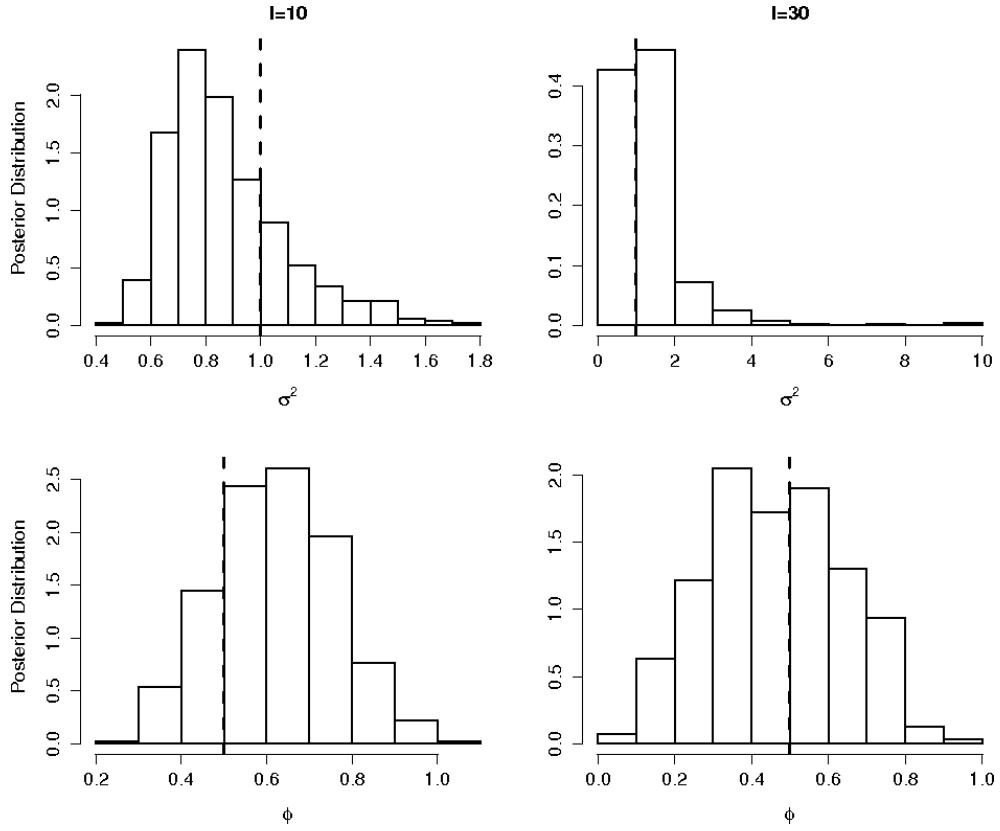 l=10
l=30
Posterior Distribution
0.0 0.5 1.0 1.5 2.0
0.4 0.6 0.8 1.0 1.2 1.4 1.6 1.8
σ²
0.0 0.1 0.2 0.3 0.4
0 2 4 6 8 10
σ²
Posterior Distribution
0.0 0.5 1.0 1.5 2.0 2.5
0.2 0.4 0.6 0.8 1.0
ϕ
0.0 0.5 1.0 1.5 2.0
0.0 0.2 0.4 0.6 0.8 1.0
ϕ